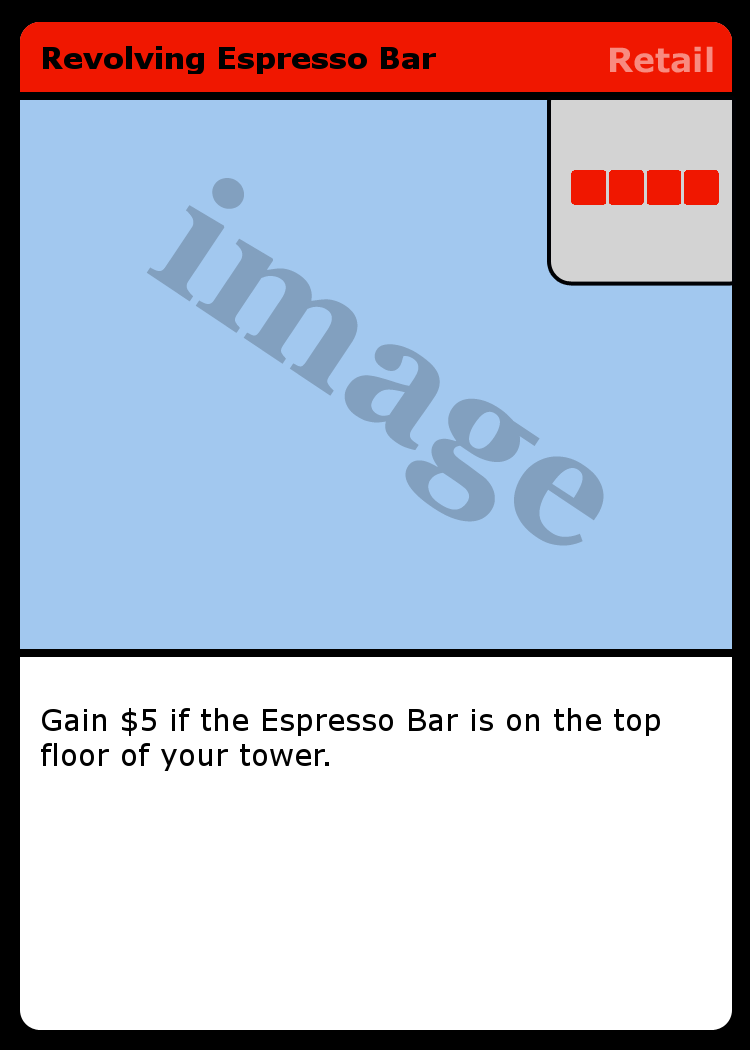 Revolving Espresso Bar
Retail
image
Gain $5 if the Espresso Bar is on the top
floor of your tower.